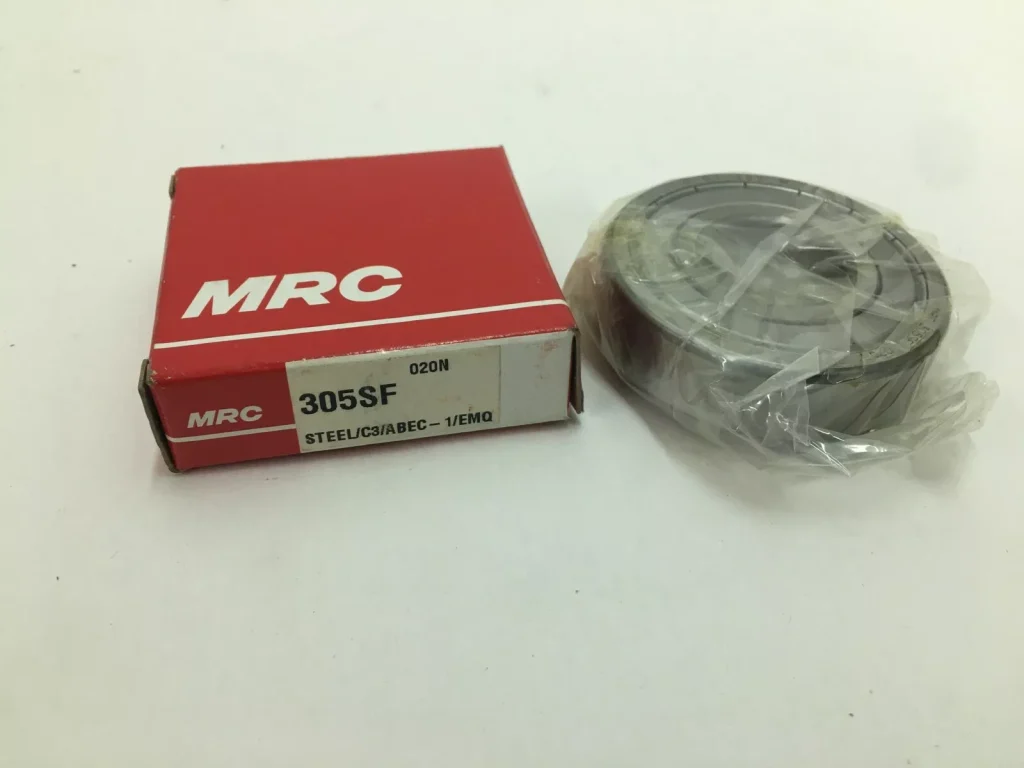 MRC
MRC
020N
305SF
STEEL/C3/ABEC-1/EMQ